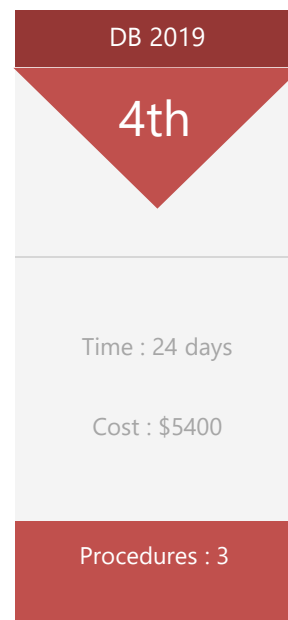 DB 2019
4th
Time : 24 days
Cost : $5400
Procedures : 3